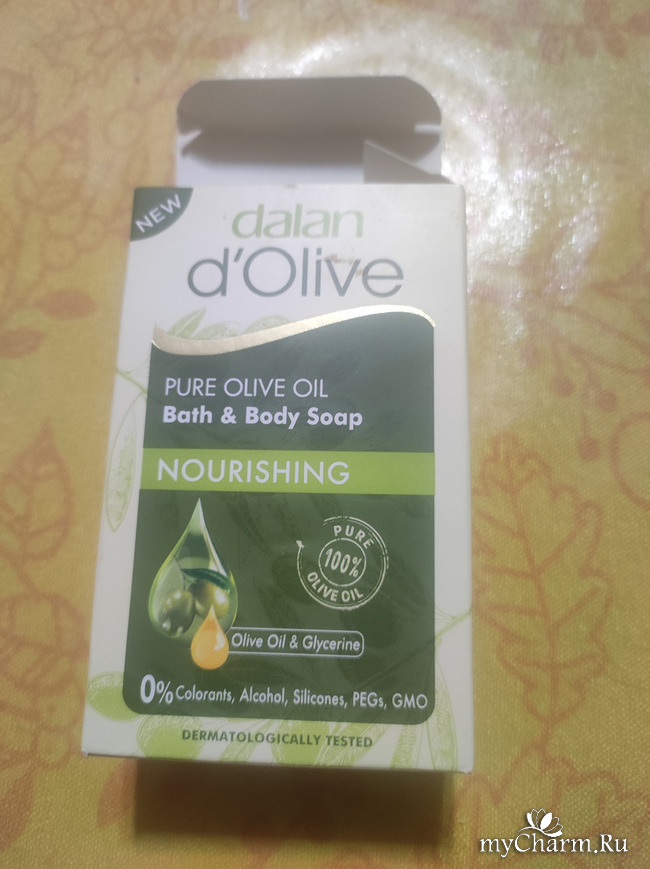 NEW
dalan
d'Olive
PURE OLIVE OIL
Bath & Body Soap
NOURISHING
PURE
100%
OLIVE OIL
Olive Oil & Glycerine
0% Colorants, Alcohol, Silicones, PEGs, GMO
DERMATOLOGICALLY TESTED
myCharm.Ru